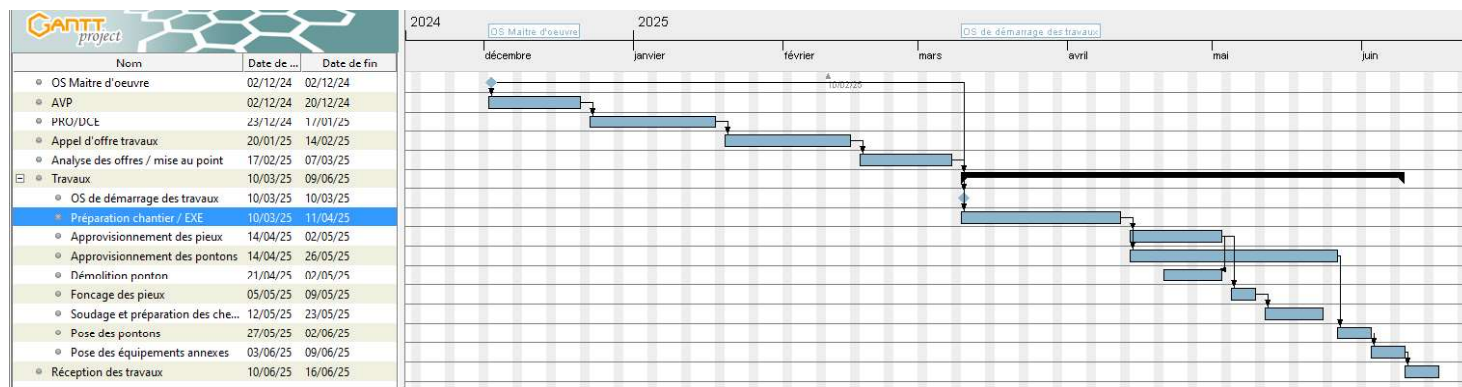 GANTT project
2024 2025
OS Maitre d'oeuvre OS de démarrage des travaux
décembre janvier février mars avril mai juin
Nom Date de ... Date de fin
OS Maitre d'oeuvre 02/12/24 02/12/24
10/02/25
AVP 02/12/24 20/12/24
PRO/DCE 23/12/24 17/01/25
Appel d'offre travaux 20/01/25 14/02/25
Analyse des offres / mise au point 17/02/25 07/03/25
Travaux 10/03/25 09/06/25
OS de démarrage des travaux 10/03/25 10/03/25
Préparation chantier / EXE 10/03/25 11/04/25
Approvisionnement des pieux 14/04/25 02/05/25
Approvisionnement des pontons 14/04/25 26/05/25
Démolition ponton 21/04/25 02/05/25
Foncage des pieux 05/05/25 09/05/25
Soudage et préparation des che... 12/05/25 23/05/25
Pose des pontons 27/05/25 02/06/25
Pose des équipements annexes 03/06/25 09/06/25
Réception des travaux 10/06/25 16/06/25